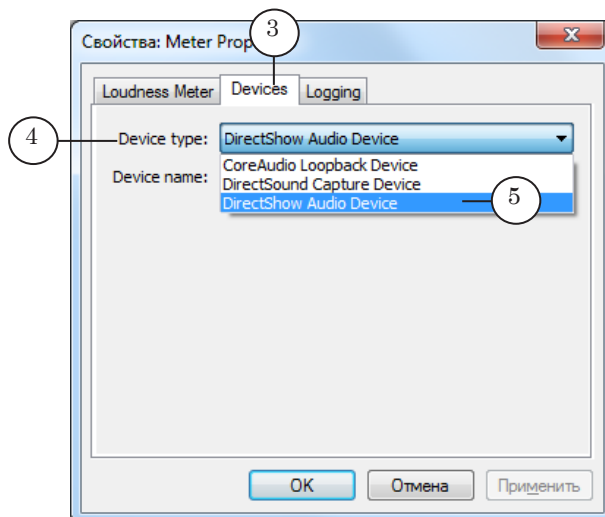 Свойства: Meter Prop
3
Loudness Meter Devices Logging
4
Device type: DirectShow Audio Device
CoreAudio Loopback Device
Device name:
DirectSound Capture Device
DirectShow Audio Device
5
OK Отмена Применить